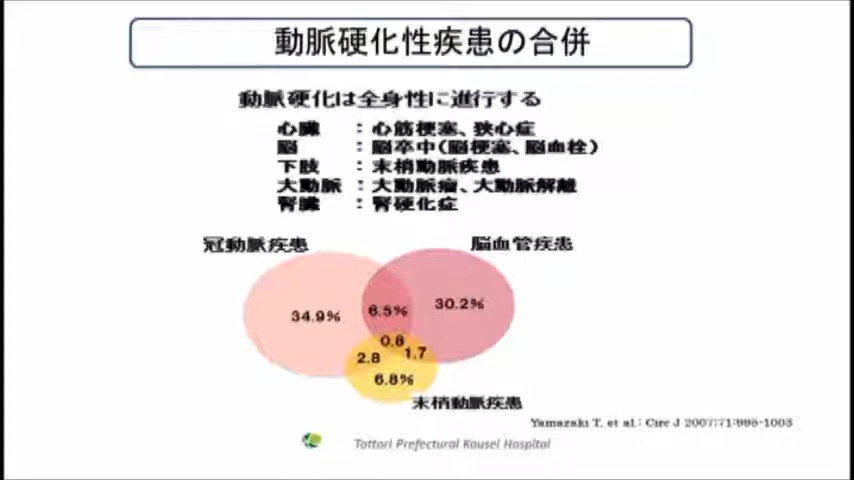 動脈硬化性疾患の合併
動脈硬化は全身性に進行する
心臓 ：心筋梗塞、狭心症
脳 ：脳卒中（脳梗塞、脳血栓）
下肢 ：末梢動脈疾患
大動脈 ：大動脈瘤、大動脈解離
腎臓 ：腎硬化症
冠動脈疾患
脳血管疾患
34.9%
6.5%
30.2%
0.8
2.8
1.7
6.8%
末梢動脈疾患
Yamazaki T, et al.: Circ J 2007;71:995-1003
Tottori Prefectural Kousei Hospital